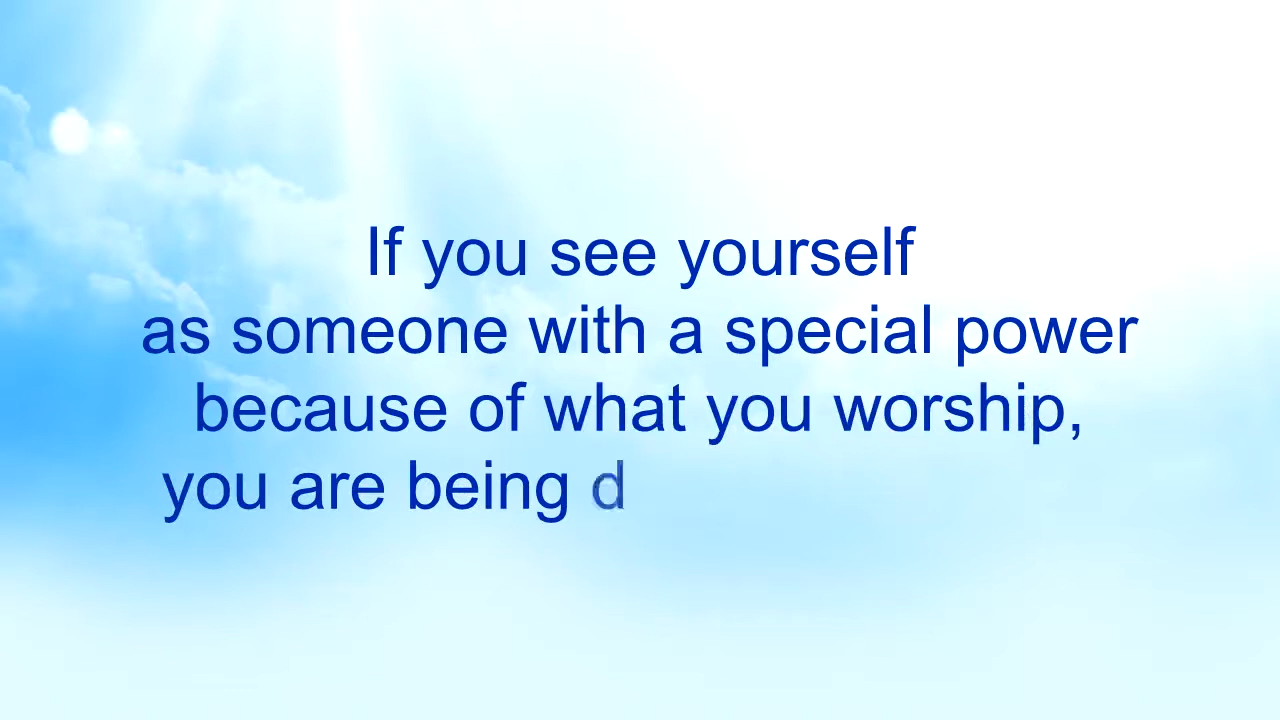 If you see yourself
as someone with a special power
because of what you worship,
you are being d